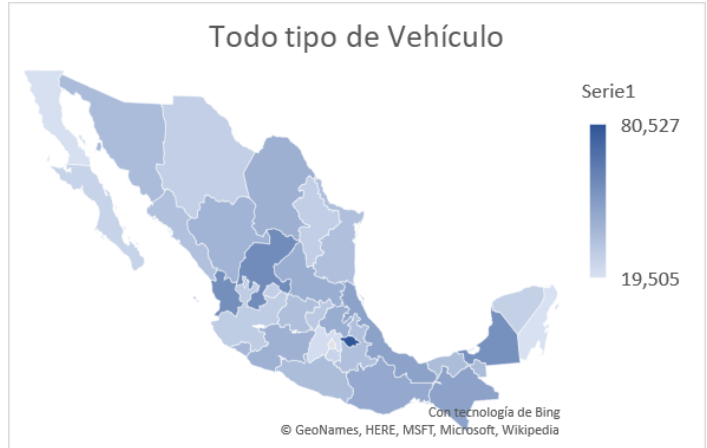 Todo tipo de Vehículo
Serie1
80,527
19,505
Con tecnología de Bing
© GeoNames, HERE, MSFT, Microsoft, Wikipedia